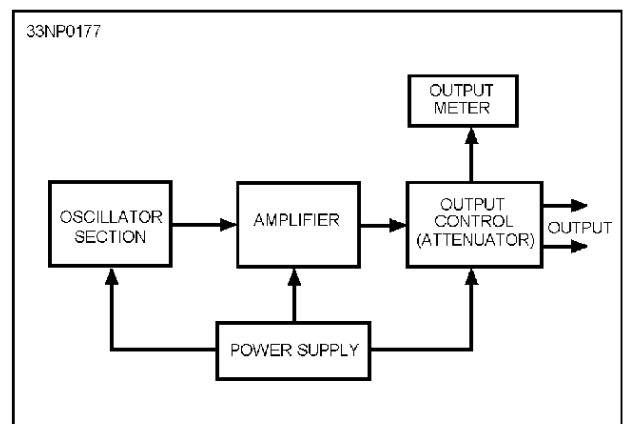 33NP0177
OUTPUT
METER
OSCILLATOR
SECTION
AMPLIFIER
OUTPUT
CONTROL
(ATTENUATOR)
OUTPUT
POWER SUPPLY